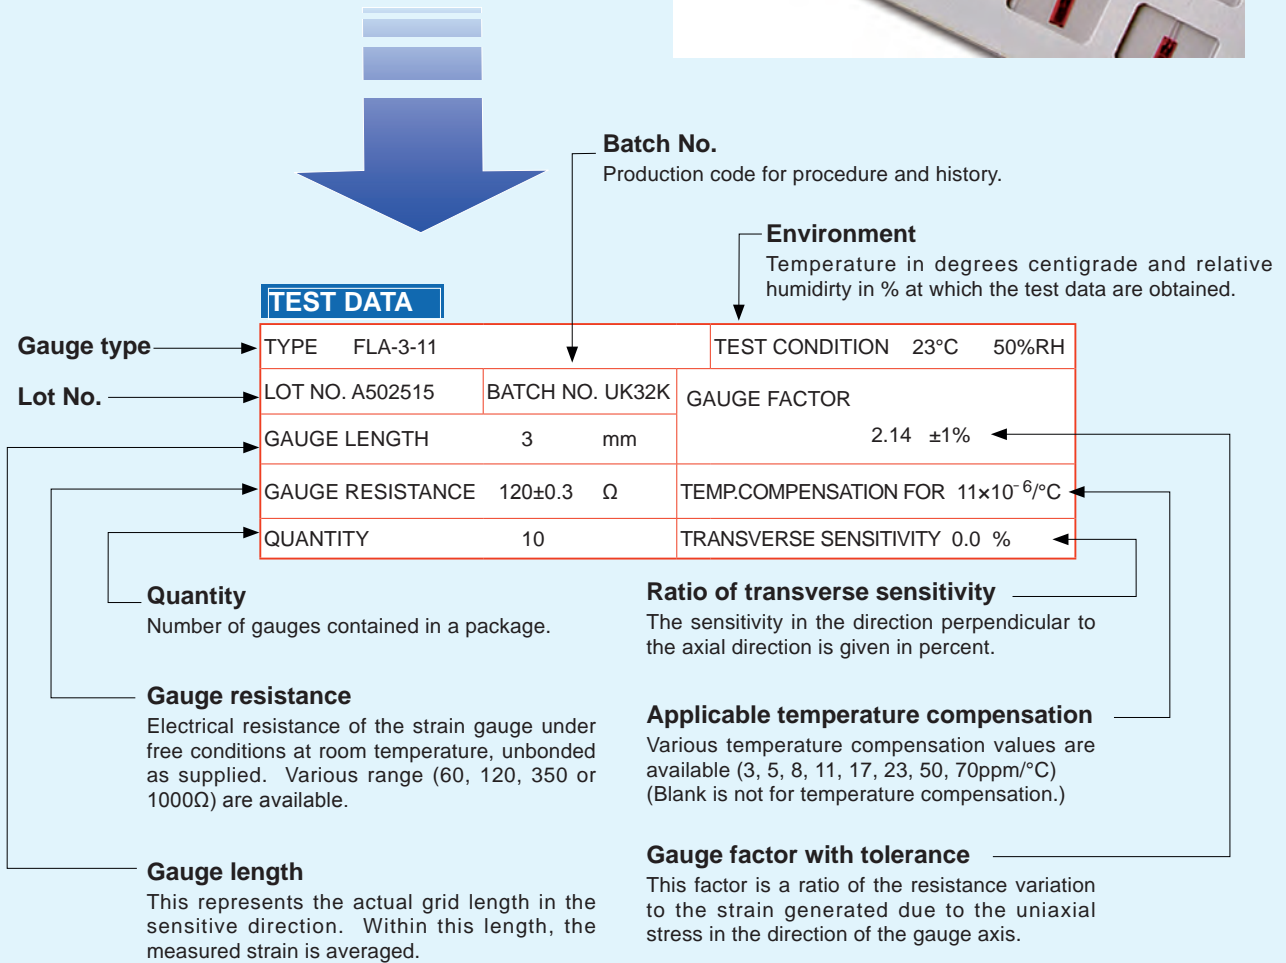 Batch No.
Production code for procedure and history.
Environment
Temperature in degrees centigrade and relative
humidirty in % at which the test data are obtained.
TEST DATA
Gauge type
TYPE FLA-3-11
TEST CONDITION 23°C 50%RH
Lot No.
LOT NO. A502515
BATCH NO. UK32K
GAUGE FACTOR
2.14 ±1%
GAUGE LENGTH 3 mm
GAUGE RESISTANCE 120±0.3 Ω
TEMP.COMPENSATION FOR 11×10⁻⁶/°C
QUANTITY 10
TRANSVERSE SENSITIVITY 0.0 %
Quantity
Number of gauges contained in a package.
Gauge resistance
Electrical resistance of the strain gauge under
free conditions at room temperature, unbonded
as supplied. Various range (60, 120, 350 or
1000Ω) are available.
Gauge length
This represents the actual grid length in the
sensitive direction. Within this length, the
measured strain is averaged.
Ratio of transverse sensitivity
The sensitivity in the direction perpendicular to
the axial direction is given in percent.
Applicable temperature compensation
Various temperature compensation values are
available (3, 5, 8, 11, 17, 23, 50, 70ppm/°C)
(Blank is not for temperature compensation.)
Gauge factor with tolerance
This factor is a ratio of the resistance variation
to the strain generated due to the uniaxial
stress in the direction of the gauge axis.